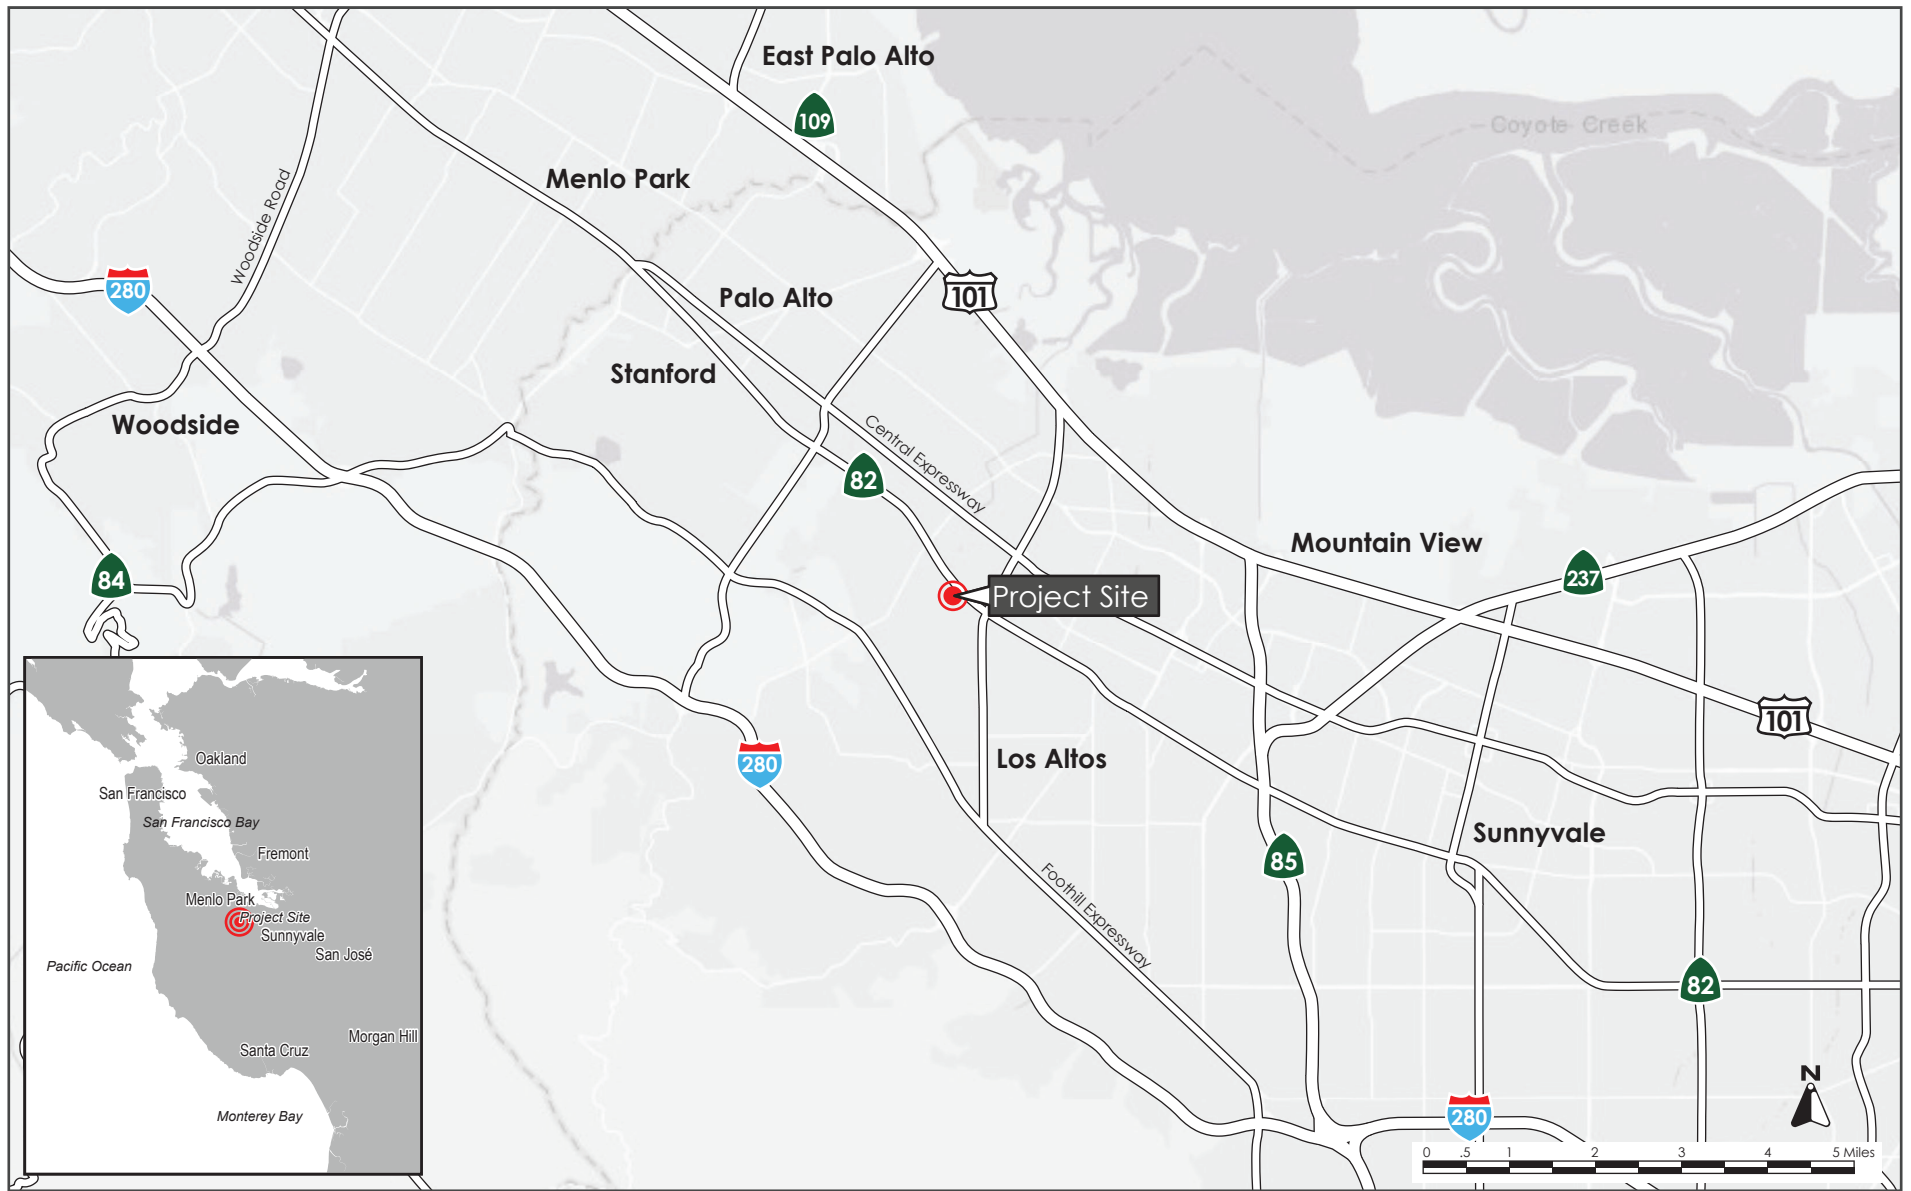 East Palo Alto
109
Coyote Creek
Menlo Park
Woodside Road
280
101
Palo Alto
Stanford
Woodside
Central Expressway
82
Mountain View
237
84
Project Site
101
Los Altos
280
Sunnyvale
85
Foothill Expressway
82
280
N
0 .5 1 2 3 4 5 Miles
Oakland
San Francisco
San Francisco Bay
Fremont
Menlo Park
Project Site
Sunnyvale
San José
Pacific Ocean
Morgan Hill
Santa Cruz
Monterey Bay